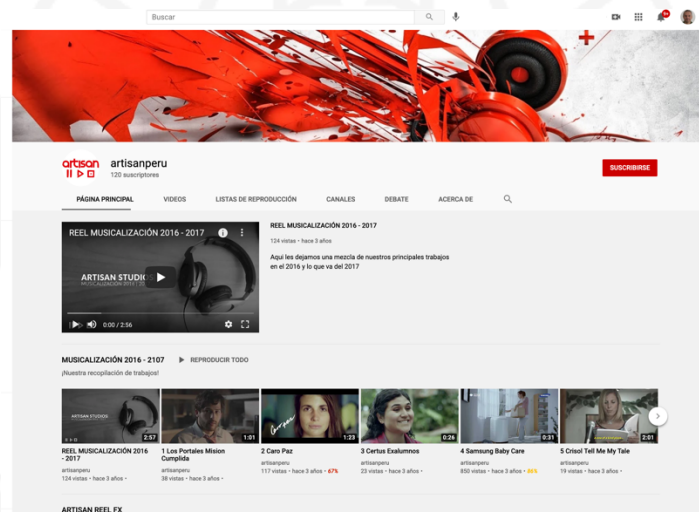 Buscar
9+
artisan
artisanperu
120 suscriptores
SUSCRIBIRSE
PÁGINA PRINCIPAL
VIDEOS
LISTAS DE REPRODUCCIÓN
CANALES
DEBATE
ACERCA DE
REEL MUSICALIZACIÓN 2016 - 2017
ARTISAN STUDIOS
0:00 / 2:56
REEL MUSICALIZACIÓN 2016 - 2017
124 vistas • hace 3 años
Aqui les dejamos una mezcla de nuestros principales trabajos
en el 2016 y lo que va del 2017
MUSICALIZACIÓN 2016 - 2107
REPRODUCIR TODO
¡Nuestra recopilación de trabajos!
ARTISAN STUDIOS
2:57
1:01
Caro Paz
1:23
0:26
0:31
2:01
REEL MUSICALIZACIÓN 2016
- 2017
artisanperu
124 vistas • hace 3 años •
1 Los Portales Mision
Cumplida
artisanperu
38 vistas • hace 3 años •
2 Caro Paz
artisanperu
117 vistas • hace 3 años • 67%
3 Certus Exalumnos
artisanperu
23 vistas • hace 3 años •
4 Samsung Baby Care
artisanperu
850 vistas • hace 3 años •
5 Crisol Tell Me My Tale
artisanperu
19 vistas • hace 3 años •
ARTISAN REEL FX